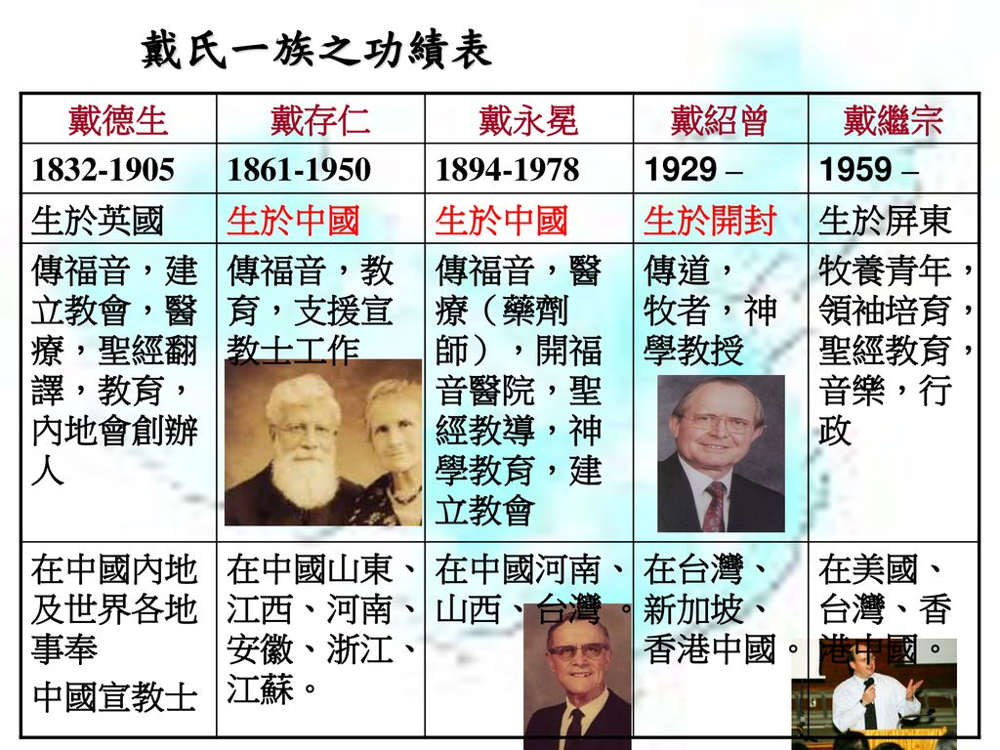 戴氏一族之功績表
戴德生
戴存仁
戴永冕
戴紹曾
戴繼宗
1832-1905
1861-1950
1894-1978
1929 –
1959 –
生於英國
生於中國
生於中國
生於開封
生於屏東
傳福音，建
立教會，醫
療，聖經翻
譯，教育，
內地會創辦
人
傳福音，教
育，支援宣
教士工作
傳福音，醫
療（藥劑
師），開福
音醫院，聖
經教導，神
學教育，建
立教會
傳道，
牧者，神
學教授
牧養青年，
領袖培育，
聖經教育，
音樂，行
政
在中國內地
及世界各地
事奉
中國宣教士
在中國山東、
江西、河南、
安徽、浙江、
江蘇。
在中國河南、
山西、台灣。
在台灣、
新加坡、
香港中國。
在美國、
台灣、香
港中國。